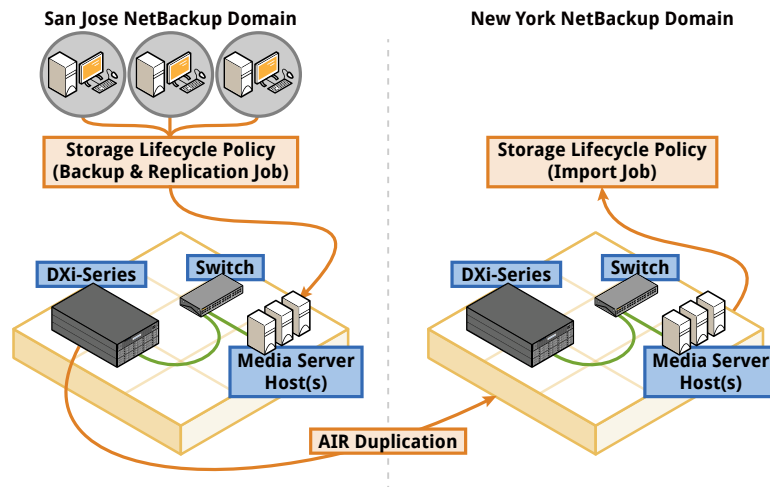 San Jose NetBackup Domain
New York NetBackup Domain
Storage Lifecycle Policy
(Backup & Replication Job)
Storage Lifecycle Policy
(Import Job)
DXi-Series
Switch
Media Server
Host(s)
DXi-Series
Switch
Media Server
Host(s)
AIR Duplication